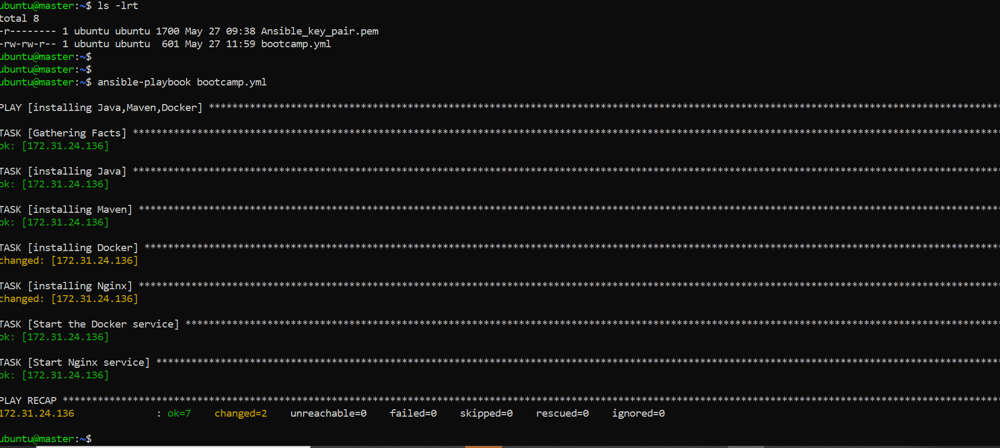 ubuntu@master:~$ ls -lrt
total 8
-r-------- 1 ubuntu ubuntu 1700 May 27 09:38 Ansible_key_pair.pem
-rw-rw-r-- 1 ubuntu ubuntu  601 May 27 11:59 bootcamp.yml
ubuntu@master:~$
ubuntu@master:~$
ubuntu@master:~$ ansible-playbook bootcamp.yml
PLAY [installing Java,Maven,Docker] ****************************************************************************************************************************************
TASK [Gathering Facts] *****************************************************************************************************************************************************
ok: [172.31.24.136]
TASK [installing Java] *****************************************************************************************************************************************************
ok: [172.31.24.136]
TASK [installing Maven] ****************************************************************************************************************************************************
ok: [172.31.24.136]
TASK [installing Docker] ***************************************************************************************************************************************************
changed: [172.31.24.136]
TASK [installing Nginx] ****************************************************************************************************************************************************
changed: [172.31.24.136]
TASK [Start the Docker service] ********************************************************************************************************************************************
ok: [172.31.24.136]
TASK [Start Nginx service] *************************************************************************************************************************************************
ok: [172.31.24.136]
PLAY RECAP *****************************************************************************************************************************************************************
172.31.24.136              : ok=7    changed=2    unreachable=0    failed=0    skipped=0    rescued=0    ignored=0
ubuntu@master:~$